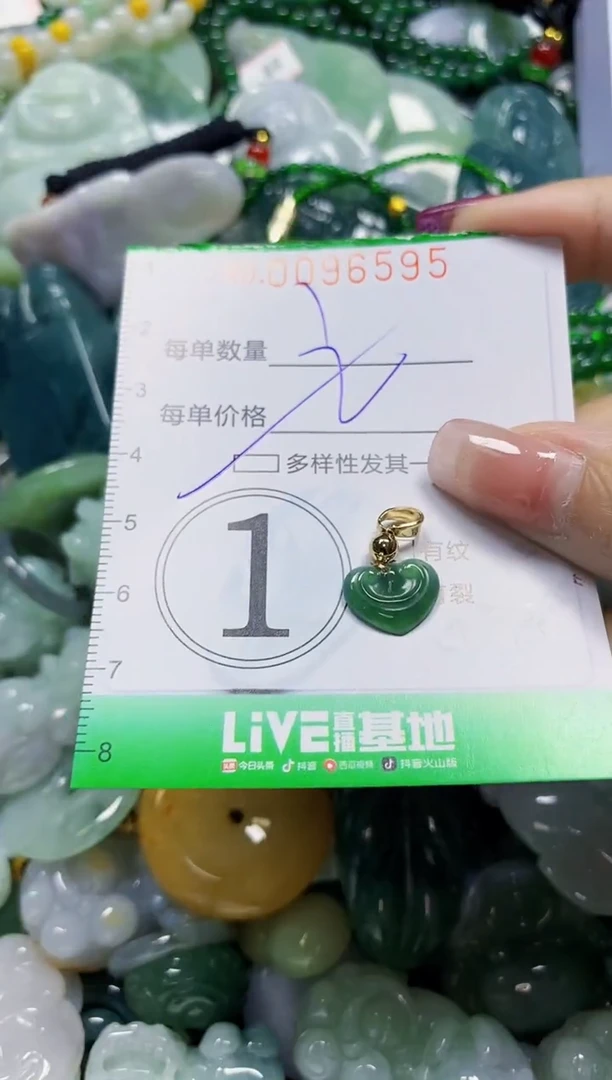 0096595
每单数量
每单价格
多样性发其一
1
有纹
裂
2
3
4
5
6
7
8
LiVE直播基地
今日头条 抖音 西瓜视频 抖音火山版